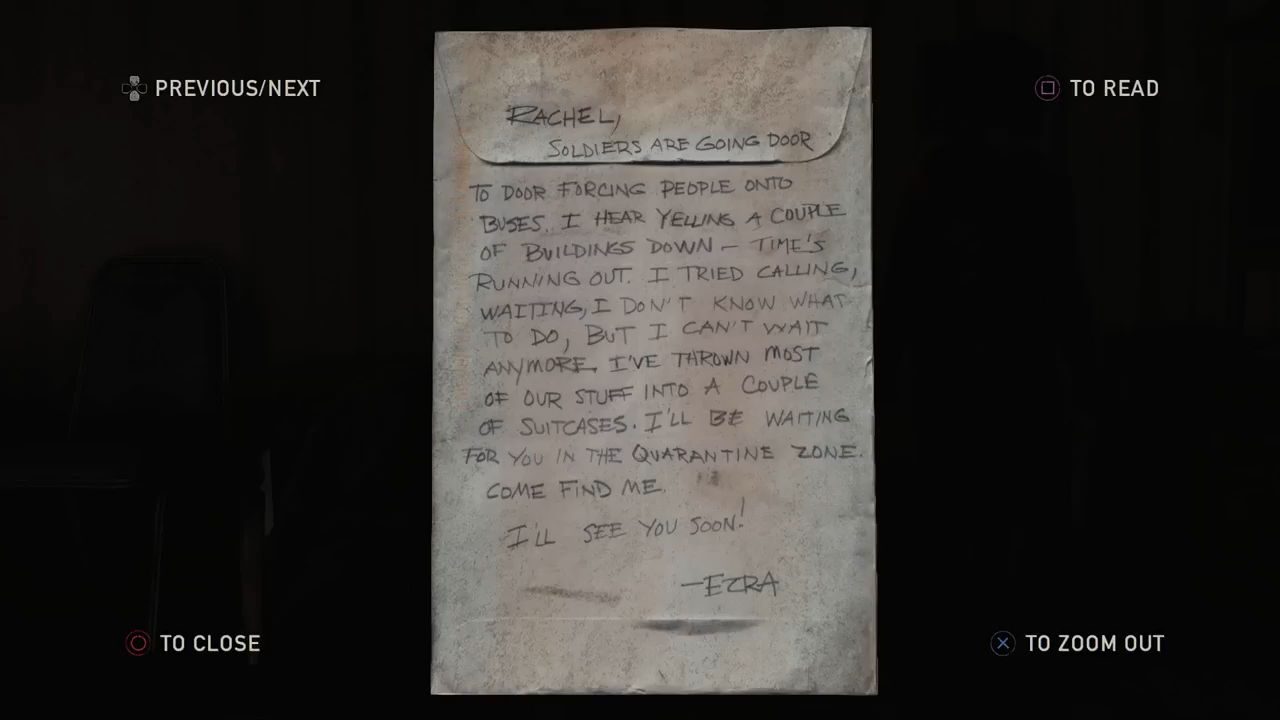 PREVIOUS/NEXT
TO READ
RACHEL,
SOLDIERS ARE GOING DOOR
TO DOOR FORCING PEOPLE ONTO
BUSES. I HEAR YELLING A COUPLE
OF BUILDINGS DOWN – TIME'S
RUNNING OUT. I TRIED CALLING,
WAITING, I DON'T KNOW WHAT
TO DO, BUT I CAN'T WAIT
ANYMORE. I'VE THROWN MOST
OF OUR STUFF INTO A COUPLE
OF SUITCASES. I'LL BE WAITING
FOR YOU IN THE QUARANTINE ZONE.
COME FIND ME.
I'LL SEE YOU SOON!
—EZRA
TO CLOSE
TO ZOOM OUT